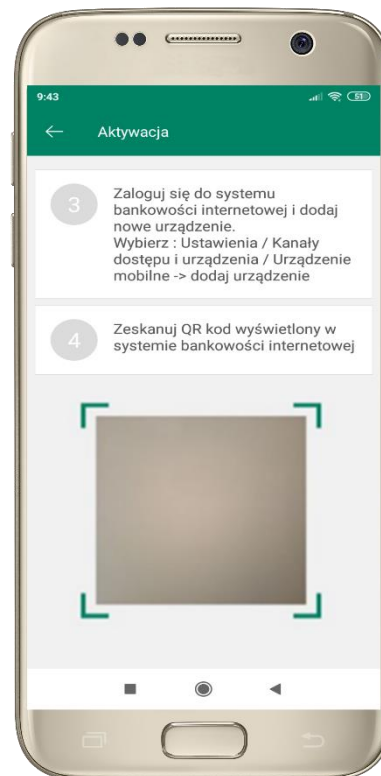 9:43
51
Aktywacja
3
Zaloguj się do systemu
bankowości internetowej i dodaj
nowe urządzenie.
Wybierz : Ustawienia / Kanały
dostępu i urządzenia / Urządzenie
mobilne -> dodaj urządzenie
4
Zeskanuj QR kod wyświetlony w
systemie bankowości internetowej